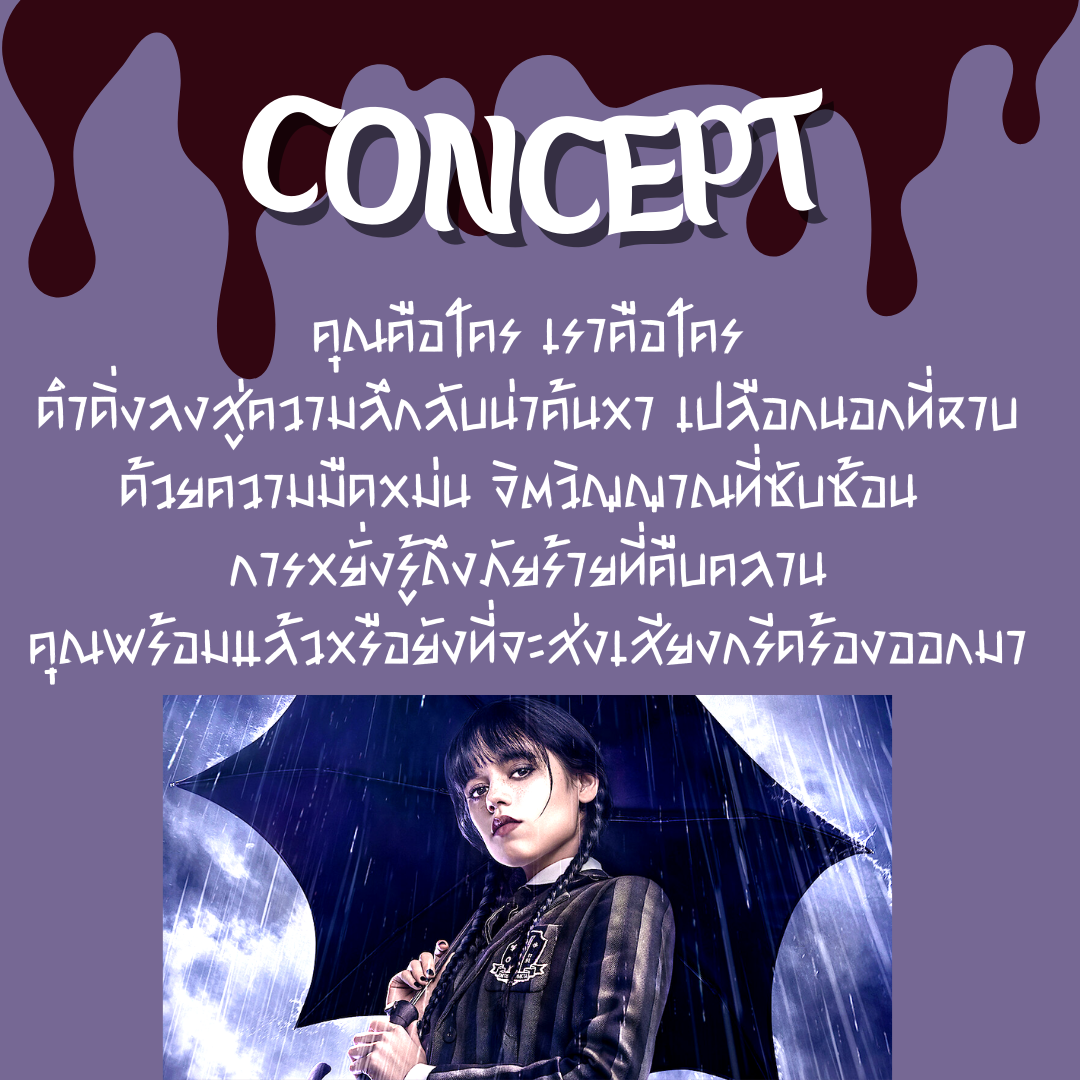 CONCEPT
คุณคือใคร เราคือใคร
ดำดิ่งลงสู่ความลึกลับน่าค้นหา เปลือกนอกที่ฉาบ
ด้วยความมืดหม่น จิตวิญญาณที่ซับซ้อน
การหยั่งรู้ถึงภัยร้ายที่คืบคลาน
คุณพร้อมแล้วหรือยังที่จะส่งเสียงกรีดร้องออกมา